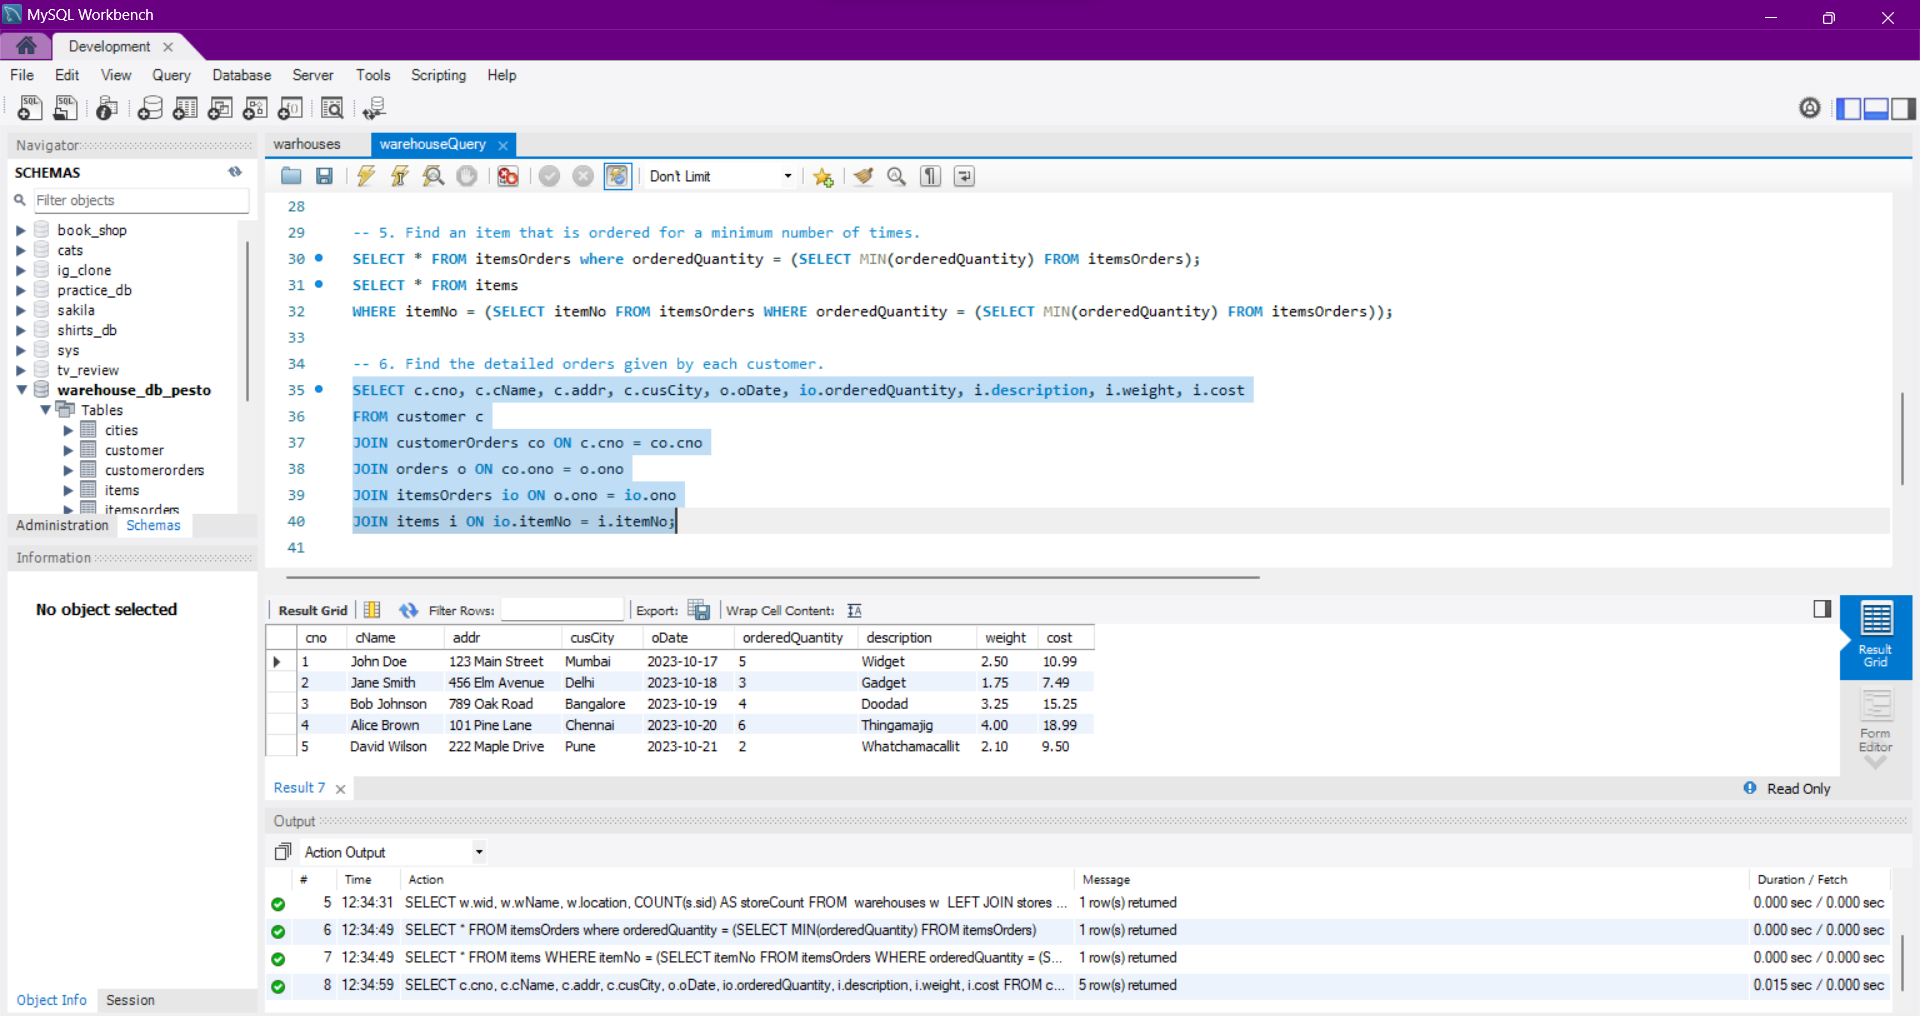 MySQL Workbench
Development
File Edit View Query Database Server Tools Scripting Help
Navigator
SCHEMAS
Filter objects
book_shop
cats
ig_clone
practice_db
sakila
shirts_db
sys
tv_review
warehouse_db_pesto
Tables
cities
customer
customerorders
items
itemsorders
Administration Schemas
Information
No object selected
Object Info Session
warhouses warehouseQuery
Don't Limit
28
29 -- 5. Find an item that is ordered for a minimum number of times.
30 SELECT * FROM itemsOrders where orderedQuantity = (SELECT MIN(orderedQuantity) FROM itemsOrders);
31 SELECT * FROM items
32 WHERE itemNo = (SELECT itemNo FROM itemsOrders WHERE orderedQuantity = (SELECT MIN(orderedQuantity) FROM itemsOrders));
33
34 -- 6. Find the detailed orders given by each customer.
35 SELECT c.cno, c.cName, c.addr, c.cusCity, o.oDate, io.orderedQuantity, i.description, i.weight, i.cost
36 FROM customer c
37 JOIN customerOrders co ON c.cno = co.cno
38 JOIN orders o ON co.ono = o.ono
39 JOIN itemsOrders io ON o.ono = io.ono
40 JOIN items i ON io.itemNo = i.itemNo;
41
Result Grid Filter Rows: Export: Wrap Cell Content:
cno cName addr cusCity oDate orderedQuantity description weight cost
1 John Doe 123 Main Street Mumbai 2023-10-17 5 Widget 2.50 10.99
2 Jane Smith 456 Elm Avenue Delhi 2023-10-18 3 Gadget 1.75 7.49
3 Bob Johnson 789 Oak Road Bangalore 2023-10-19 4 Doodad 3.25 15.25
4 Alice Brown 101 Pine Lane Chennai 2023-10-20 6 Thingamajig 4.00 18.99
5 David Wilson 222 Maple Drive Pune 2023-10-21 2 Whatchamacallit 2.10 9.50
Result
Grid
Form
Editor
Result 7 Read Only
Output
Action Output
# Time Action Message Duration / Fetch
5 12:34:31 SELECT w.wid, w.wName, w.location, COUNT(s.sid) AS storeCount FROM warehouses w LEFT JOIN stores ... 1 row(s) returned 0.000 sec / 0.000 sec
6 12:34:49 SELECT * FROM itemsOrders where orderedQuantity = (SELECT MIN(orderedQuantity) FROM itemsOrders) 1 row(s) returned 0.000 sec / 0.000 sec
7 12:34:49 SELECT * FROM items WHERE itemNo = (SELECT itemNo FROM itemsOrders WHERE orderedQuantity = (S... 1 row(s) returned 0.000 sec / 0.000 sec
8 12:34:59 SELECT c.cno, c.cName, c.addr, c.cusCity, o.oDate, io.orderedQuantity, i.description, i.weight, i.cost FROM c... 5 row(s) returned 0.015 sec / 0.000 sec